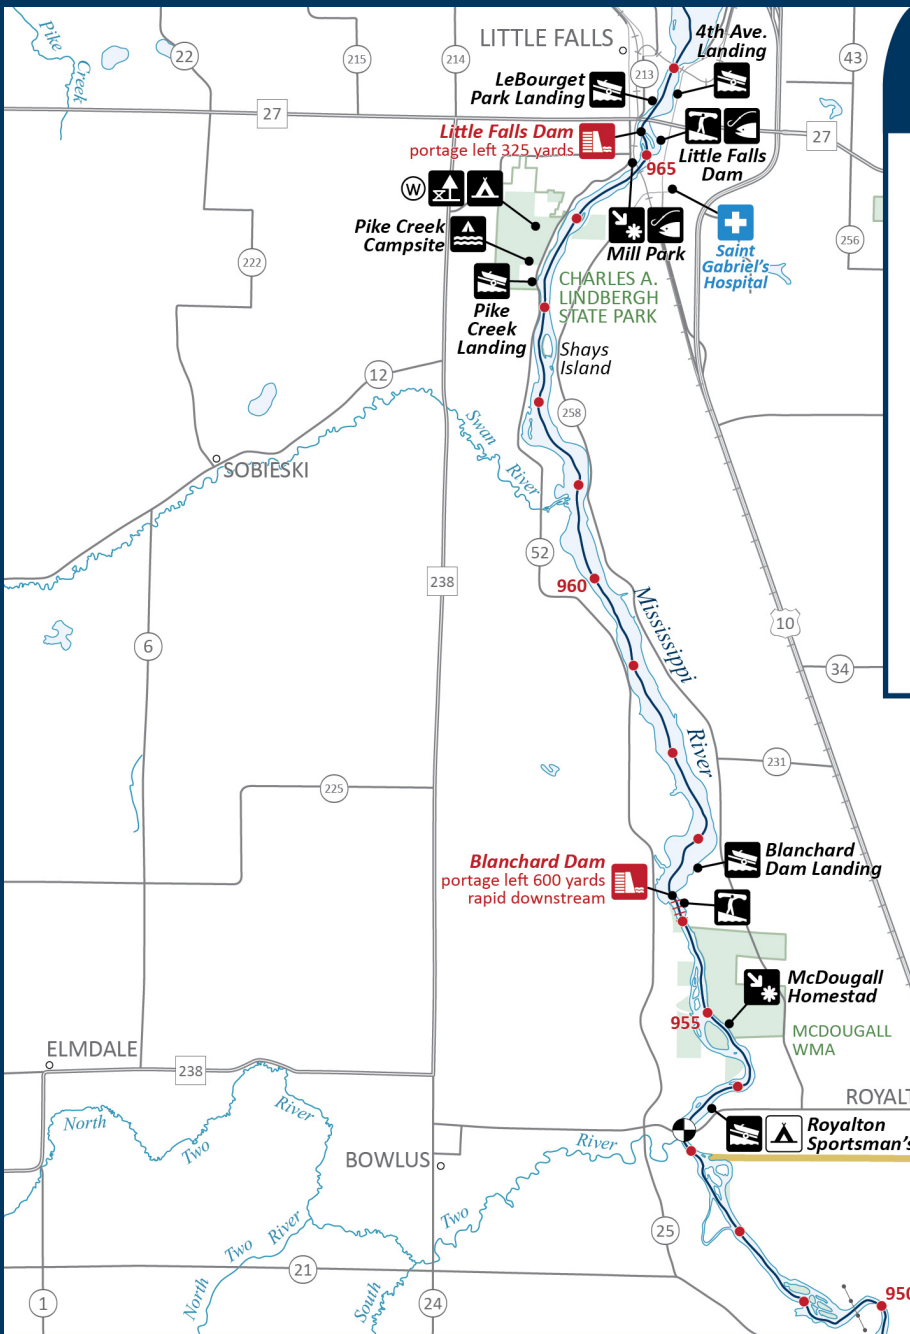 Pike
Creek
22
215
214
LITTLE FALLS
213
4th Ave.
Landing
43
LeBourget
Park Landing
27
Little Falls Dam
portage left 325 yards
27
965
Little Falls
Dam
W
Pike Creek
Campsite
Mill Park
Saint
Gabriel's
Hospital
256
222
CHARLES A.
LINDBERGH
STATE PARK
Pike
Creek
Landing
Shays
Island
12
258
Swan
River
SOBIESKI
52
238
960
Mississippi
River
10
6
34
231
225
Blanchard Dam
portage left 600 yards
rapid downstream
Blanchard
Dam Landing
McDougall
Homestad
955
MCDOUGALL
WMA
ELMDALE
238
ROYALT
North
Two
River
Royalton
Sportsman's
BOWLUS
River
Two
South
25
North
Two
River
21
1
24
950